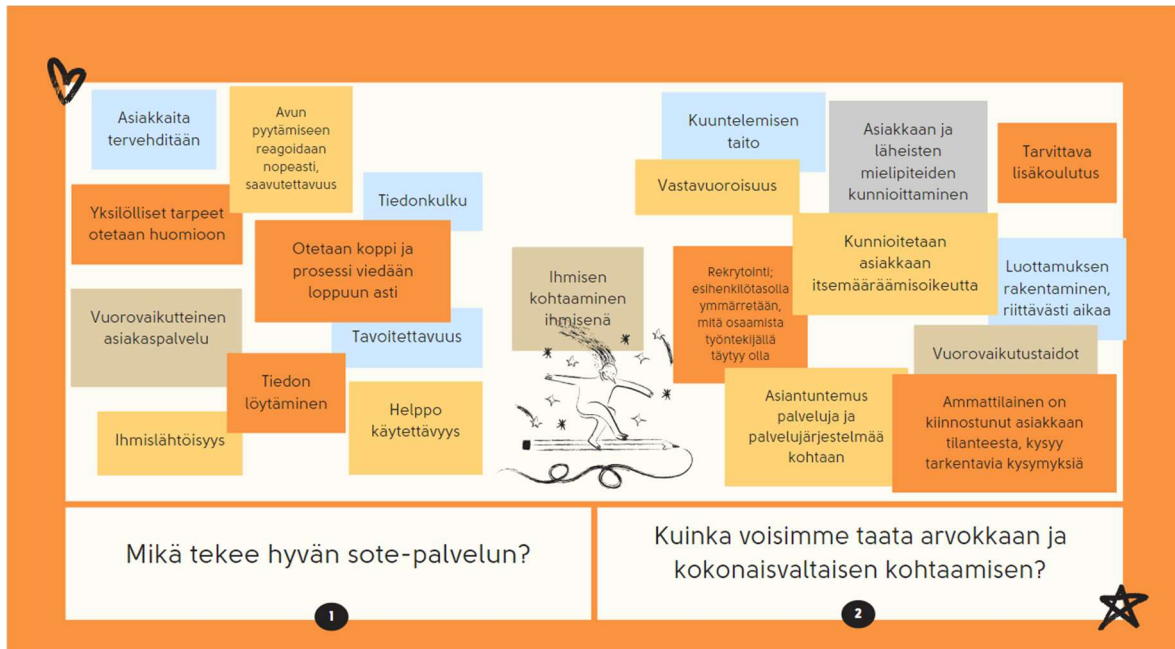 Asiakkaita
tervehditään
Avun
pyytämiseen
reagoidaan
nopeasti,
saavutettavuus
Tiedonkulku
Yksilölliset tarpeet
otetaan huomioon
Otetaan koppi ja
prosessi viedään
loppuun asti
Vuorovaikutteinen
asiakaspalvelu
Tavoitettavuus
Tiedon
löytäminen
Helppo
käytettävyys
Ihmislähtöisyys
Kuuntelemisen
taito
Vastavuoroisuus
Asiakkaan ja
läheisten
mielipiteiden
kunnioittaminen
Tarvittava
lisäkoulutus
Kunnioitetaan
asiakkaan
itsemääräämisoikeutta
Ihmisen
kohtaaminen
ihmisenä
Rekrytointi;
esihenkilötasolla
ymmärretään,
mitä osaamista
työntekijällä
täytyy olla
Luottamuksen
rakentaminen,
riittävästi aikaa
Vuorovaikutustaidot
Asiantuntemus
palveluja ja
palvelujärjestelmää
kohtaan
Ammattilainen on
kiinnostunut asiakkaan
tilanteesta, kysyy
tarkentavia kysymyksiä
Mikä tekee hyvän sote-palvelun?
1
Kuinka voisimme taata arvokkaan ja
kokonaisvaltaisen kohtaamisen?
2